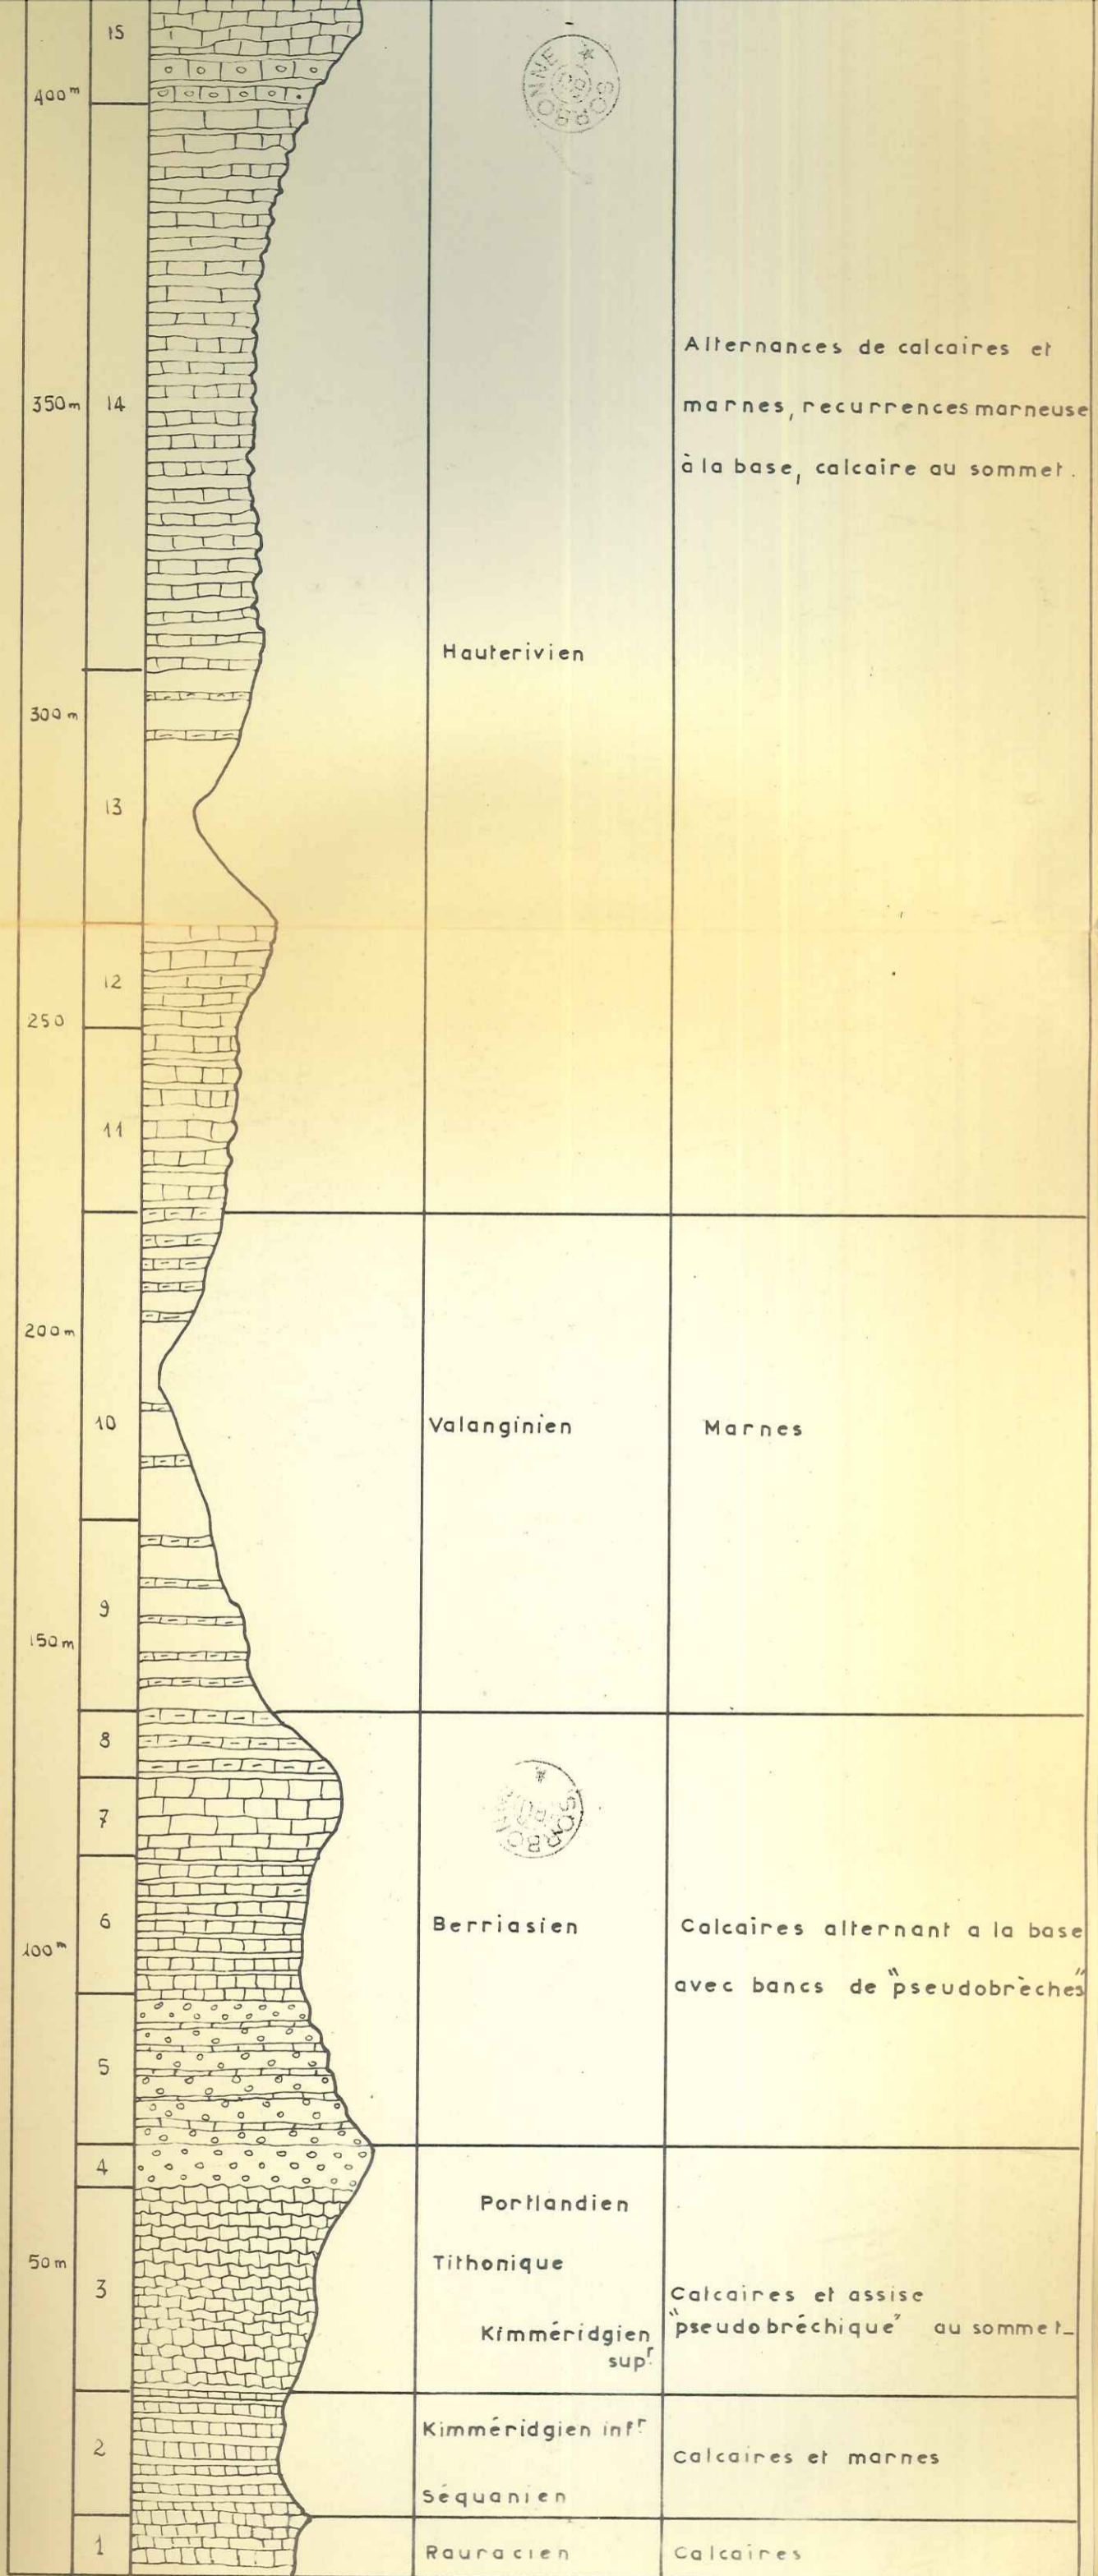 15
SORBONNE
400m
Alternances de calcaires et
350m 14 marnes, recurrences marneuse
à la base, calcaire au sommet.
Hauterivien
300m
13
12
250
11
200m
10 Valanginien Marnes
9
150m
8
7
6 Berriasien Calcaires alternant a la base
100m
avec bancs de "pseudobrèches"
5
4
Portlandien
50m Tithonique
3 Calcaires et assise
Kimméridgien "pseudobréchique" au sommet_
supr.
Kimméridgien infr.
2 Calcaires et marnes
Séquanien
1 Rauracien Calcaires